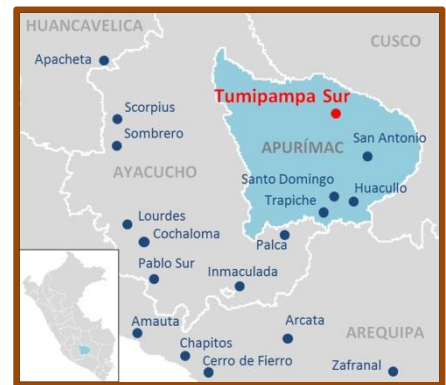 HUANCAVELICA
CUSCO
Apacheta
Tumipampa Sur
Scorpius
Sombrero
San Antonio
APURÍMAC
AYACUCHO
Santo Domingo
Huacullo
Trapiche
Lourdes
Cochaloma
Palca
Pablo Sur
Inmaculada
Amauta
Arcata
AREQUIPA
Chapitos
Cerro de Fierro
Zafranal